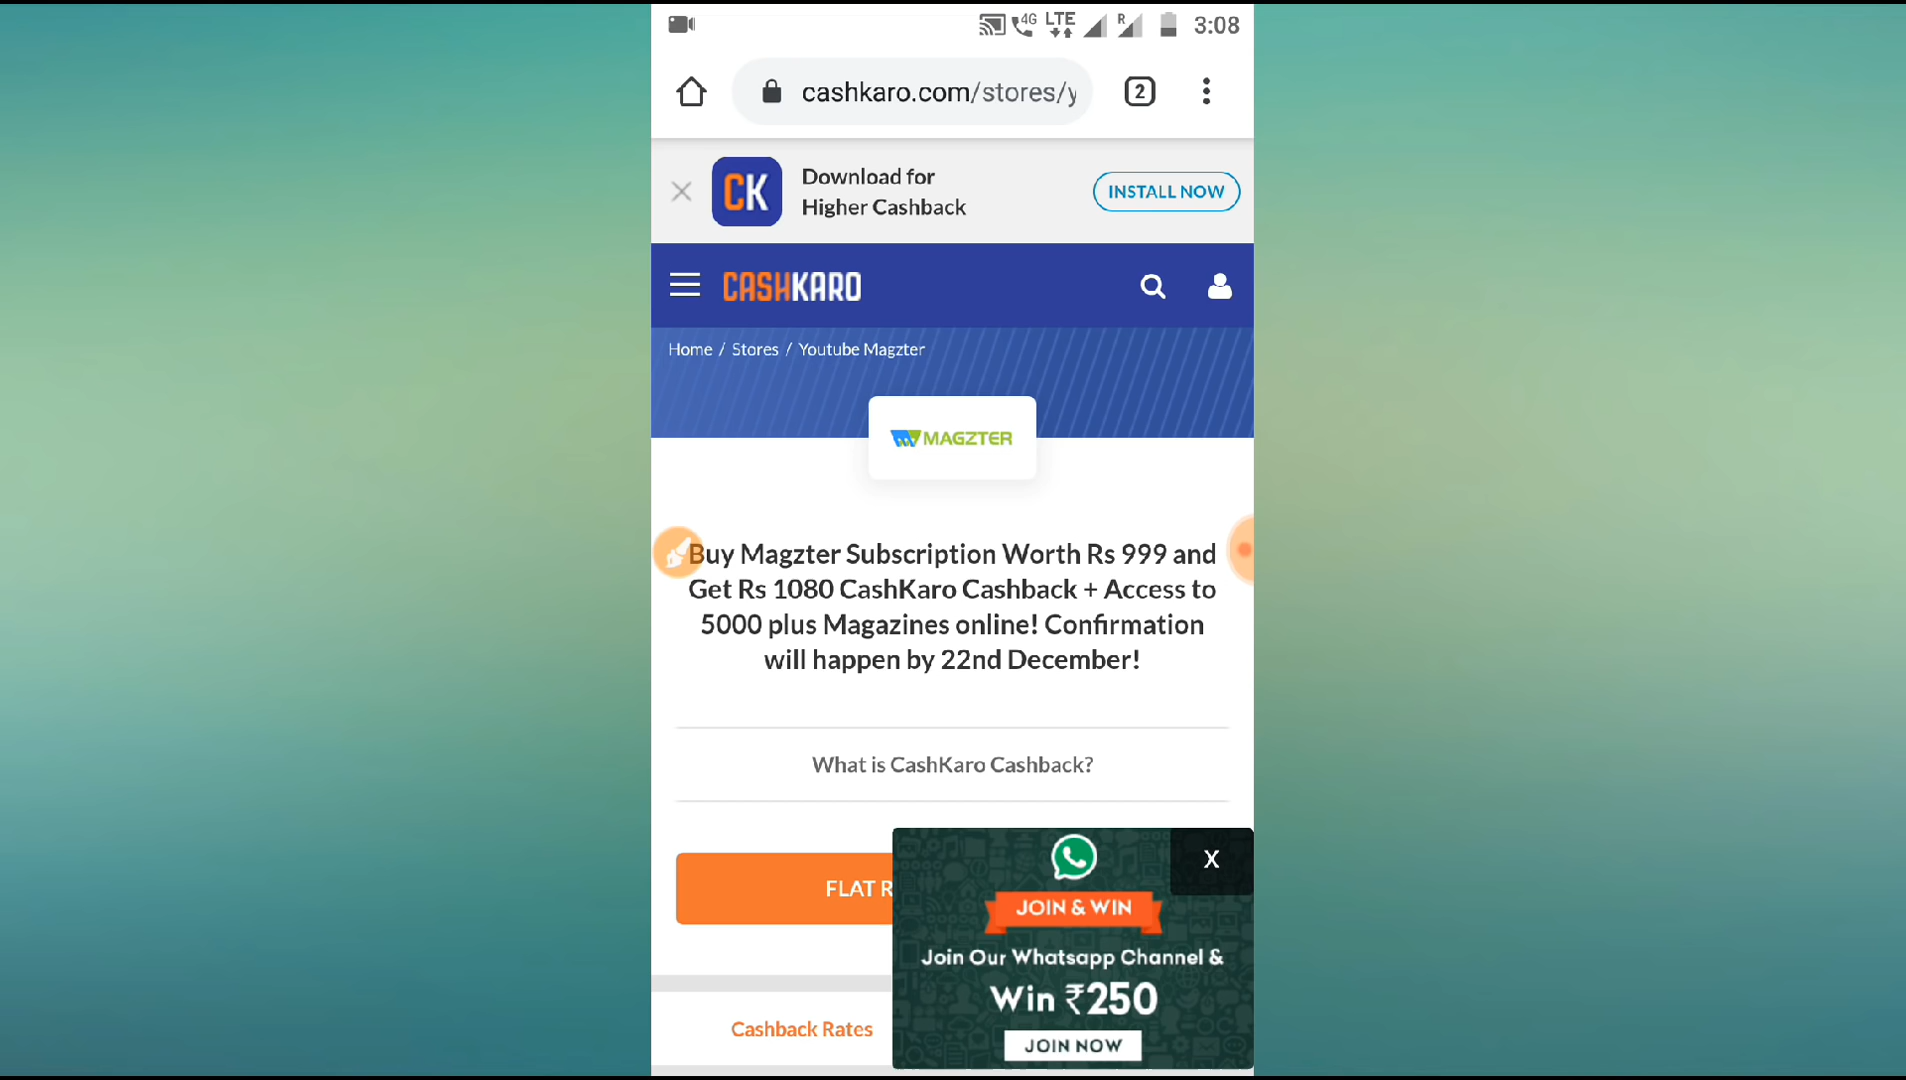 4G LTE R 3:08
cashkaro.com/stores/y
2
CK
Download for
Higher Cashback
INSTALL NOW
CASHKARO
Home / Stores / Youtube Magzter
MAGZTER
Buy Magzter Subscription Worth Rs 999 and
Get Rs 1080 CashKaro Cashback + Access to
5000 plus Magazines online! Confirmation
will happen by 22nd December!
What is CashKaro Cashback?
FLAT R
X
JOIN & WIN
Join Our Whatsapp Channel &
Win ₹250
JOIN NOW
Cashback Rates